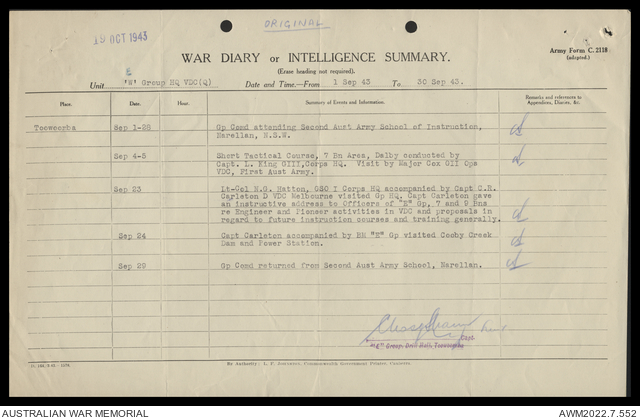 ORIGINAL
19 OCT 1943
WAR DIARY or INTELLIGENCE SUMMARY.
Army Form C. 2118
(adapted.)
(Erase heading not required).
Unit Group HQ VDC(Q) Date and Time.—From 1 Sep 43 To 30 Sep 43.
Place. Date. Hour. Summary of Events and Information. Remarks and references to Appendices, Diaries, &c.
Toowoomba Sep 1-28 Gp Comd attending Second Aust Army School of Instruction,
Narellan, N.S.W.
Sep 4-5 Short Tactical Course, 7 Bn Area, Dalby conducted by
Capt. L. King GIII,Corps HQ. Visit by Major Cox GII Ops
VDC, First Aust Army.
Sep 23 Lt-Col N.G. Hatton, GSO I Corps HQ accompanied by Capt C.R.
Carleton D VDC Melbourne visited Gp HQ, Capt Carleton gave
an instructive address to Officers of "E" Gp, 7 and 9 Bns
re Engineer and Pioneer activities in VDC and proposals in
regard to future instruction courses and training generally.
Sep 24 Capt Carleton accompanied by BM "E" Gp visited Cooby Creek
Dam and Power Station.
Sep 29 Gp Comd returned from Second Aust Army School, Narellan.
Capt
Group, Drill Hall, Toowoomba
By Authority: L. F. Johnston, Commonwealth Government Printer, Canberra.
AUSTRALIAN WAR MEMORIAL AWM2022.7.552